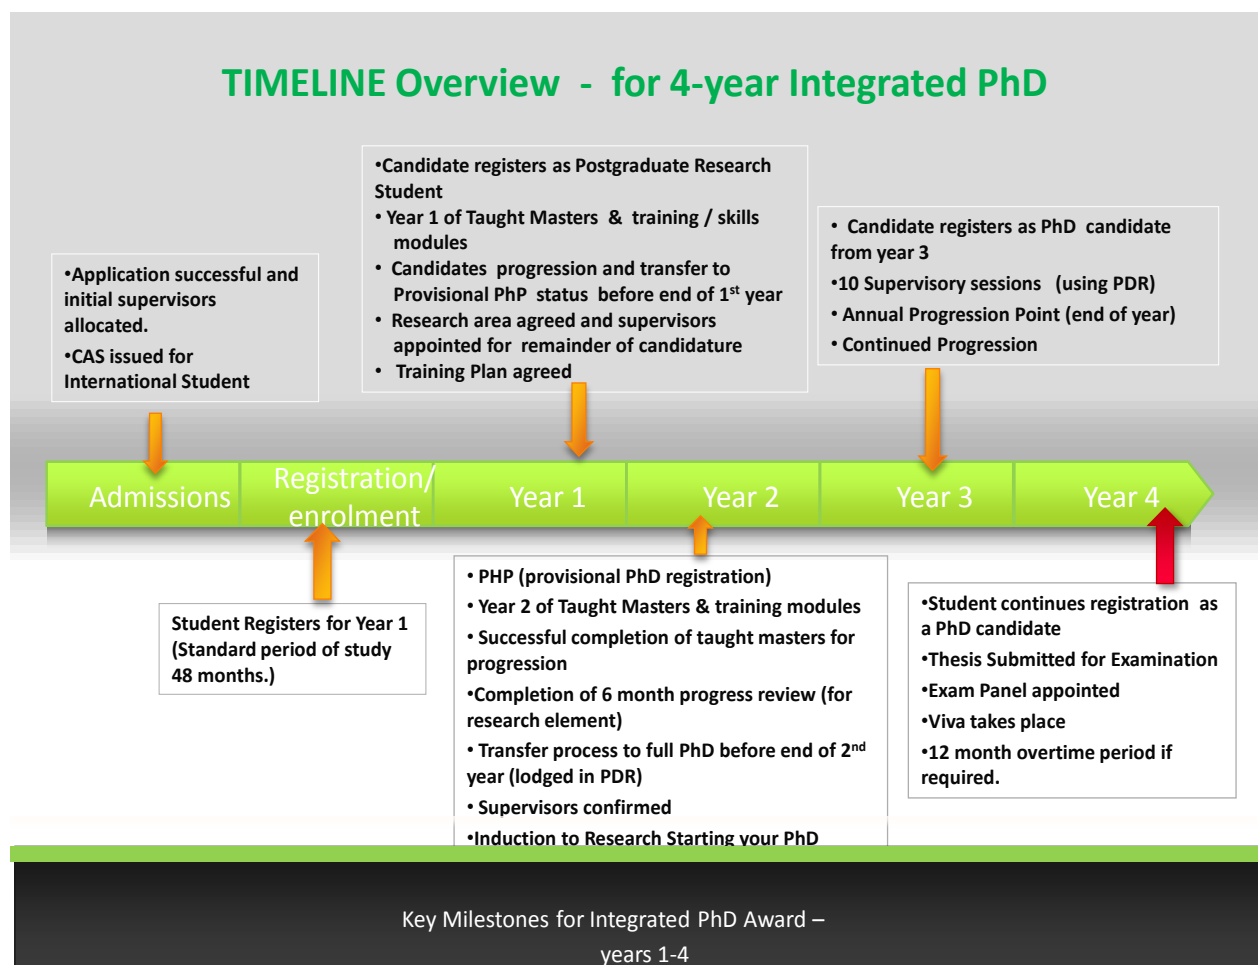 TIMELINE Overview - for 4-year Integrated PhD
•Application successful and
initial supervisors
allocated.
•CAS issued for
International Student
•Candidate registers as Postgraduate Research
Student
• Year 1 of Taught Masters & training / skills
modules
• Candidates progression and transfer to
Provisional PhP status before end of 1st year
• Research area agreed and supervisors
appointed for remainder of candidature
• Training Plan agreed
• Candidate registers as PhD candidate
from year 3
•10 Supervisory sessions (using PDR)
• Annual Progression Point (end of year)
• Continued Progression
Admissions
Registration/
enrolment
Year 1
Year 2
Year 3
Year 4
Student Registers for Year 1
(Standard period of study
48 months.)
• PHP (provisional PhD registration)
• Year 2 of Taught Masters & training modules
• Successful completion of taught masters for
progression
•Completion of 6 month progress review (for
research element)
• Transfer process to full PhD before end of 2nd
year (lodged in PDR)
• Supervisors confirmed
•Induction to Research Starting your PhD
•Student continues registration as
a PhD candidate
•Thesis Submitted for Examination
•Exam Panel appointed
•Viva takes place
•12 month overtime period if
required.
Key Milestones for Integrated PhD Award –
years 1-4